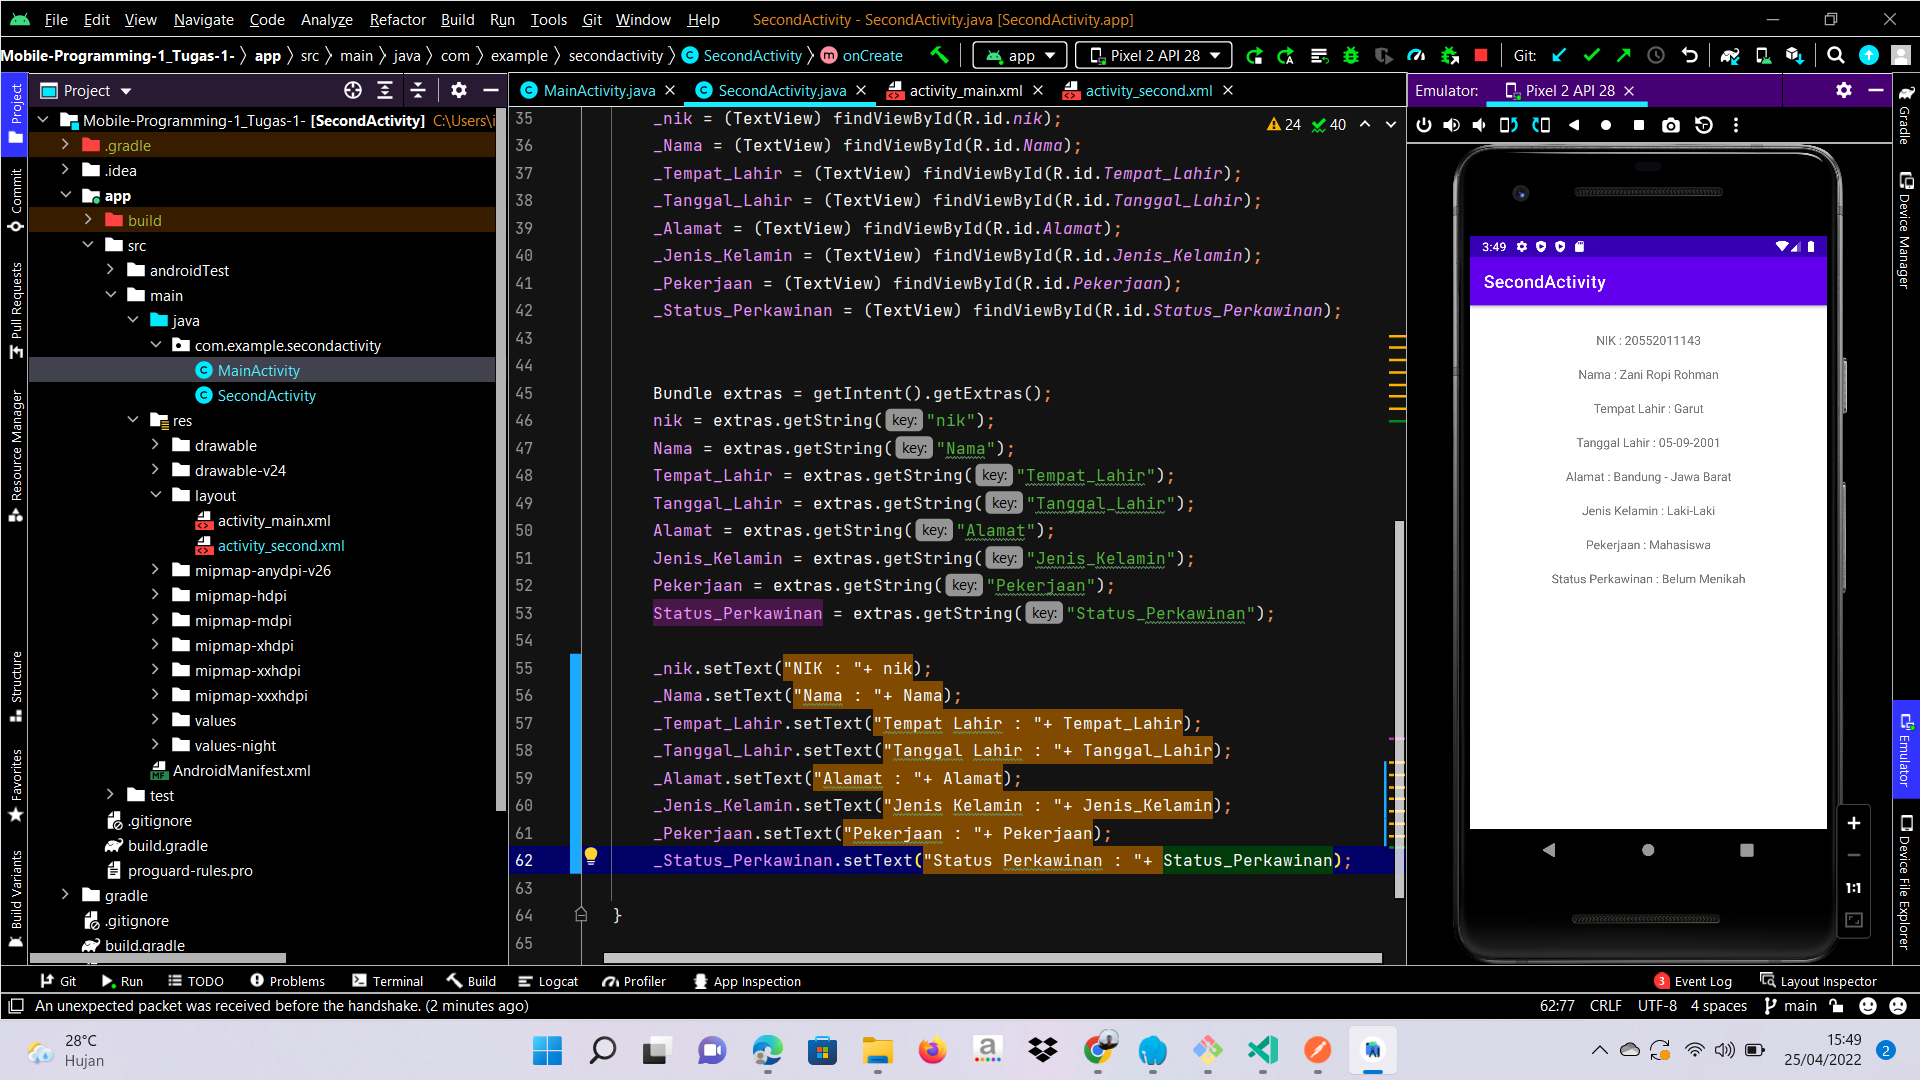 File Edit View Navigate Code Analyze Refactor Build Run Tools Git Window Help SecondActivity - SecondActivity.java [SecondActivity.app]
Mobile-Programming-1_Tugas-1- app src main java com example secondactivity SecondActivity onCreate app Pixel 2 API 28 Git:
Project
MainActivity.java SecondActivity.java activity_main.xml activity_second.xml
Emulator: Pixel 2 API 28
Project
Commit
Pull Requests
Resource Manager
Structure
Favorites
Build Variants
Mobile-Programming-1_Tugas-1- [SecondActivity] C:\Users\i
.gradle
.idea
app
build
src
androidTest
main
java
com.example.secondactivity
MainActivity
SecondActivity
res
drawable
drawable-v24
layout
activity_main.xml
activity_second.xml
mipmap-anydpi-v26
mipmap-hdpi
mipmap-mdpi
mipmap-xhdpi
mipmap-xxhdpi
mipmap-xxxhdpi
values
values-night
AndroidManifest.xml
test
.gitignore
build.gradle
proguard-rules.pro
gradle
.gitignore
build.gradle
24 40
35 _nik = (TextView) findViewById(R.id.nik);
36 _Nama = (TextView) findViewById(R.id.Nama);
37 _Tempat_Lahir = (TextView) findViewById(R.id.Tempat_Lahir);
38 _Tanggal_Lahir = (TextView) findViewById(R.id.Tanggal_Lahir);
39 _Alamat = (TextView) findViewById(R.id.Alamat);
40 _Jenis_Kelamin = (TextView) findViewById(R.id.Jenis_Kelamin);
41 _Pekerjaan = (TextView) findViewById(R.id.Pekerjaan);
42 _Status_Perkawinan = (TextView) findViewById(R.id.Status_Perkawinan);
43
44
45 Bundle extras = getIntent().getExtras();
46 nik = extras.getString( key: "nik");
47 Nama = extras.getString( key: "Nama");
48 Tempat_Lahir = extras.getString( key: "Tempat_Lahir");
49 Tanggal_Lahir = extras.getString( key: "Tanggal_Lahir");
50 Alamat = extras.getString( key: "Alamat");
51 Jenis_Kelamin = extras.getString( key: "Jenis_Kelamin");
52 Pekerjaan = extras.getString( key: "Pekerjaan");
53 Status_Perkawinan = extras.getString( key: "Status_Perkawinan");
54
55 _nik.setText("NIK : "+ nik);
56 _Nama.setText("Nama : "+ Nama);
57 _Tempat_Lahir.setText("Tempat Lahir : "+ Tempat_Lahir);
58 _Tanggal_Lahir.setText("Tanggal Lahir : "+ Tanggal_Lahir);
59 _Alamat.setText("Alamat : "+ Alamat);
60 _Jenis_Kelamin.setText("Jenis Kelamin : "+ Jenis_Kelamin);
61 _Pekerjaan.setText("Pekerjaan : "+ Pekerjaan);
62 _Status_Perkawinan.setText("Status Perkawinan : "+ Status_Perkawinan);
63
64 }
65
3:49
SecondActivity
NIK : 20552011143
Nama : Zani Ropi Rohman
Tempat Lahir : Garut
Tanggal Lahir : 05-09-2001
Alamat : Bandung - Jawa Barat
Jenis Kelamin : Laki-Laki
Pekerjaan : Mahasiswa
Status Perkawinan : Belum Menikah
1:1
Gradle
Device Manager
Emulator
Device File Explorer
Git Run TODO Problems Terminal Build Logcat Profiler App Inspection 3 Event Log Layout Inspector
An unexpected packet was received before the handshake. (2 minutes ago) 62:77 CRLF UTF-8 4 spaces main
28°C
Hujan
15:49
25/04/2022
2